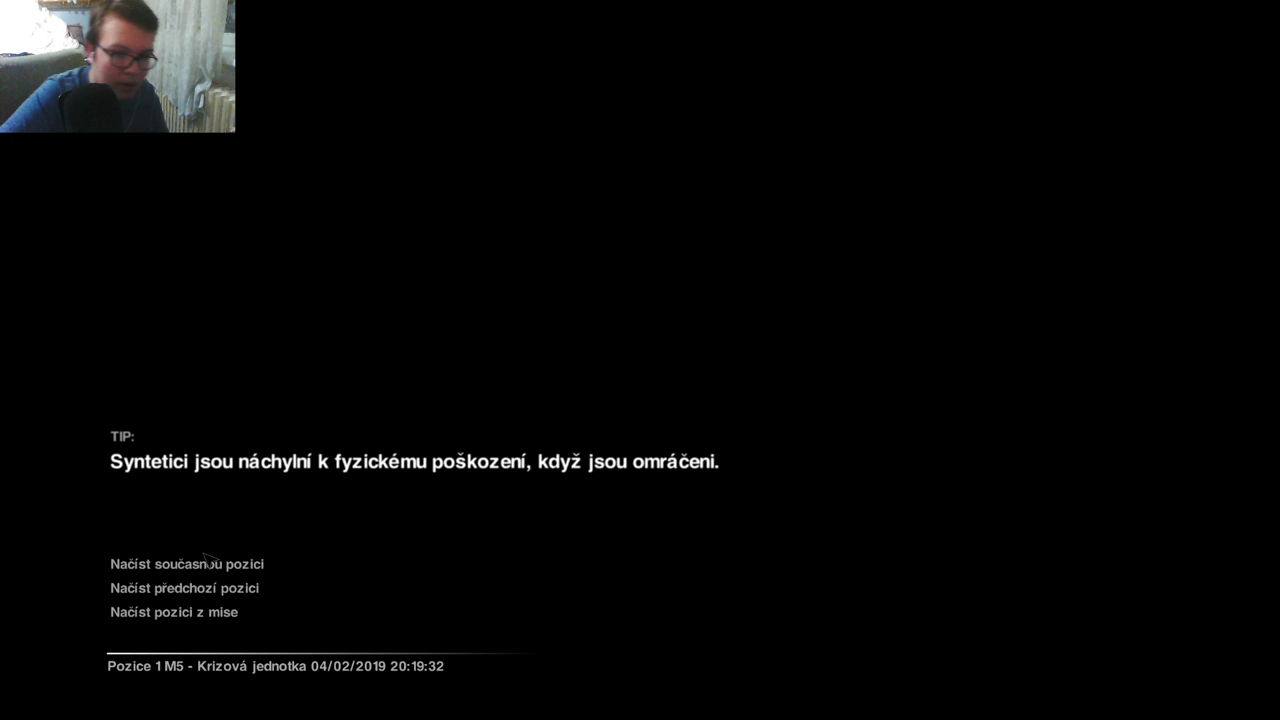 TIP:
Syntetici jsou náchylní k fyzickému poškození, když jsou omráčeni.
Načíst současnou pozici
Načíst předchozí pozici
Načíst pozici z mise
Pozice 1 M5 - Krizová jednotka 04/02/2019 20:19:32